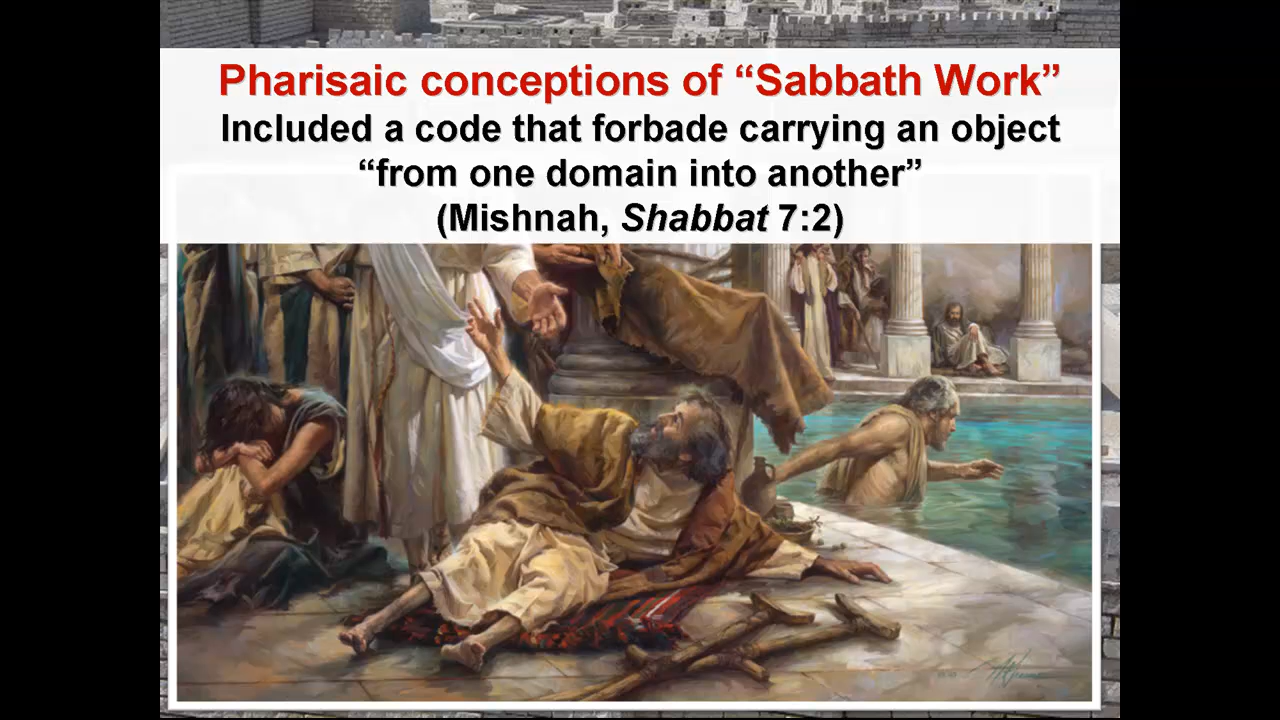 Pharisaic conceptions of “Sabbath Work”
Included a code that forbade carrying an object
“from one domain into another”
(Mishnah, Shabbat 7:2)